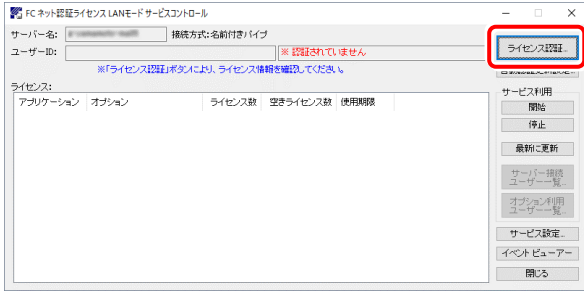 FC ネット認証ライセンス LANモード サービスコントロール
サーバー名:
接続方式:名前付きパイプ
ユーザーID:
※ 認証されていません
ライセンス認証...
※「ライセンス認証」ボタンにより、ライセンス情報を確認してください。
ライセンス:
アプリケーション オプション ライセンス数 空きライセンス数 使用期限
サービス利用
開始
停止
最新に更新
サーバー接続
ユーザー一覧...
オプション利用
ユーザー一覧...
サービス設定...
イベントビューアー
閉じる